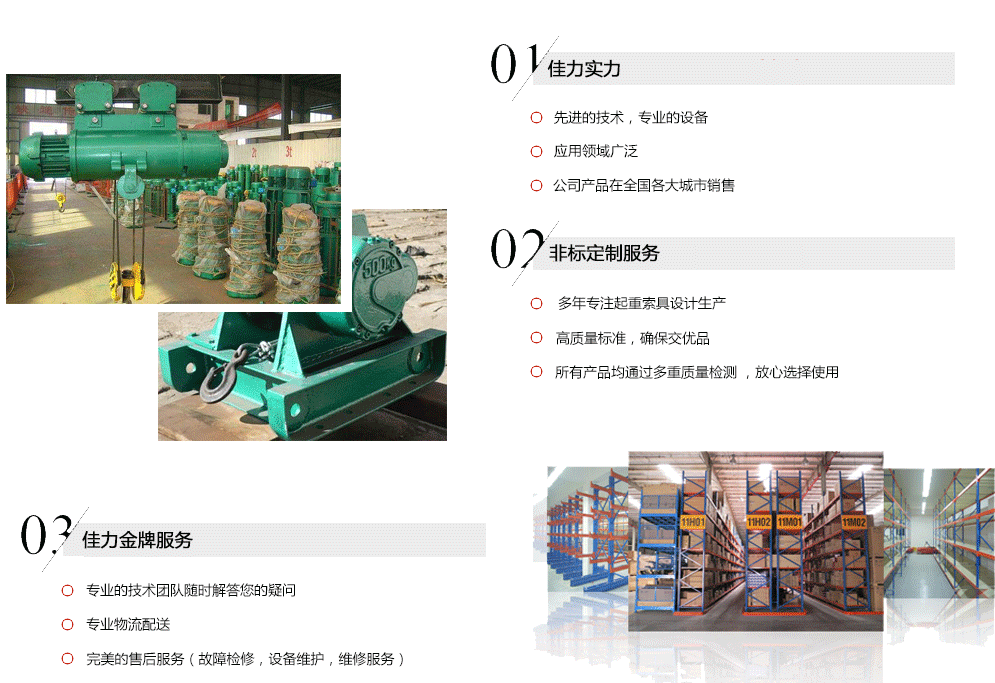 01 佳力实力
先进的技术，专业的设备
应用领域广泛
公司产品在全国各大城市销售
02 非标定制服务
多年专注起重索具设计生产
高质量标准，确保交优品
所有产品均通过多重质量检测 ，放心选择使用
2t 3t
500kg
11H01 11H02 11M01 11M02
03 佳力金牌服务
专业的技术团队随时解答您的疑问
专业物流配送
完美的售后服务（故障检修，设备维护，维修服务）